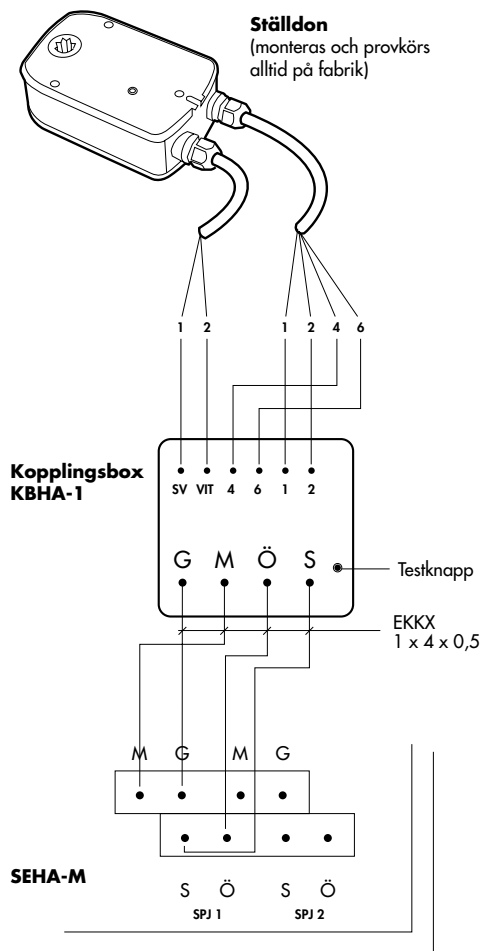 Ställdon
(monteras och provkörs
alltid på fabrik)
1 2 1 2 4 6
Kopplingsbox
KBHA-1
SV VIT 4 6 1 2
G M Ö S
Testknapp
EKKX
1 x 4 x 0,5
M G M G
SEHA-M
S Ö S Ö
SPJ 1 SPJ 2